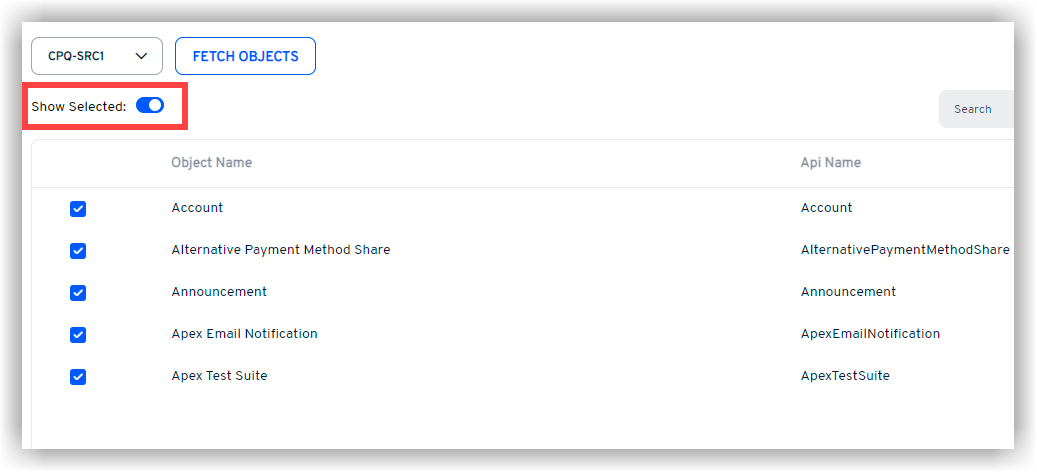 CPQ-SRC1 FETCH OBJECTS
Show Selected:
Search
Object Name Api Name
Account Account
Alternative Payment Method Share AlternativePaymentMethodShare
Announcement Announcement
Apex Email Notification ApexEmailNotification
Apex Test Suite ApexTestSuite